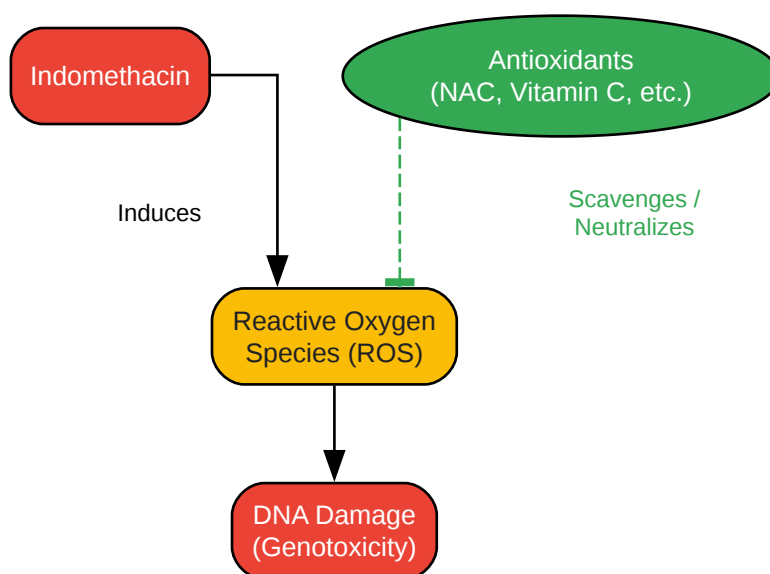 Indomethacin
Antioxidants
(NAC, Vitamin C, etc.)
Induces
Scavenges /
Neutralizes
Reactive Oxygen
Species (ROS)
DNA Damage
(Genotoxicity)